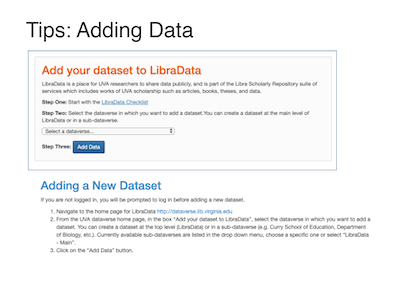 Tips: Adding Data
Add your dataset to LibraData
LibraData is a place for UVA researchers to share data publicly, and is part of the Libra Scholarly Repository suite of
services which includes works of UVA scholarship such as articles, books, theses, and data.
Step One: Start with the LibraData Checklist
Step Two: Select the dataverse in which you want to add a dataset.You can create a dataset at the main level of
LibraData or in a sub-dataverse.
Select a dataverse...
Step Three: Add Data
Adding a New Dataset
If you are not logged in, you will be prompted to log in before adding a new dataset.
1. Navigate to the home page for LibraData http://dataverse.lib.virginia.edu
2. From the UVA dataverse home page, in the box "Add your dataset to LibraData", select the dataverse in which you want to add a
dataset. You can create a dataset at the top level (LibraData) or in a sub-dataverse (e.g. Curry School of Education, Department
of Biology, etc.). Currently available sub-dataverses are listed in the drop down menu, choose a specific one or select "LibraData
- Main".
3. Click on the "Add Data" button.